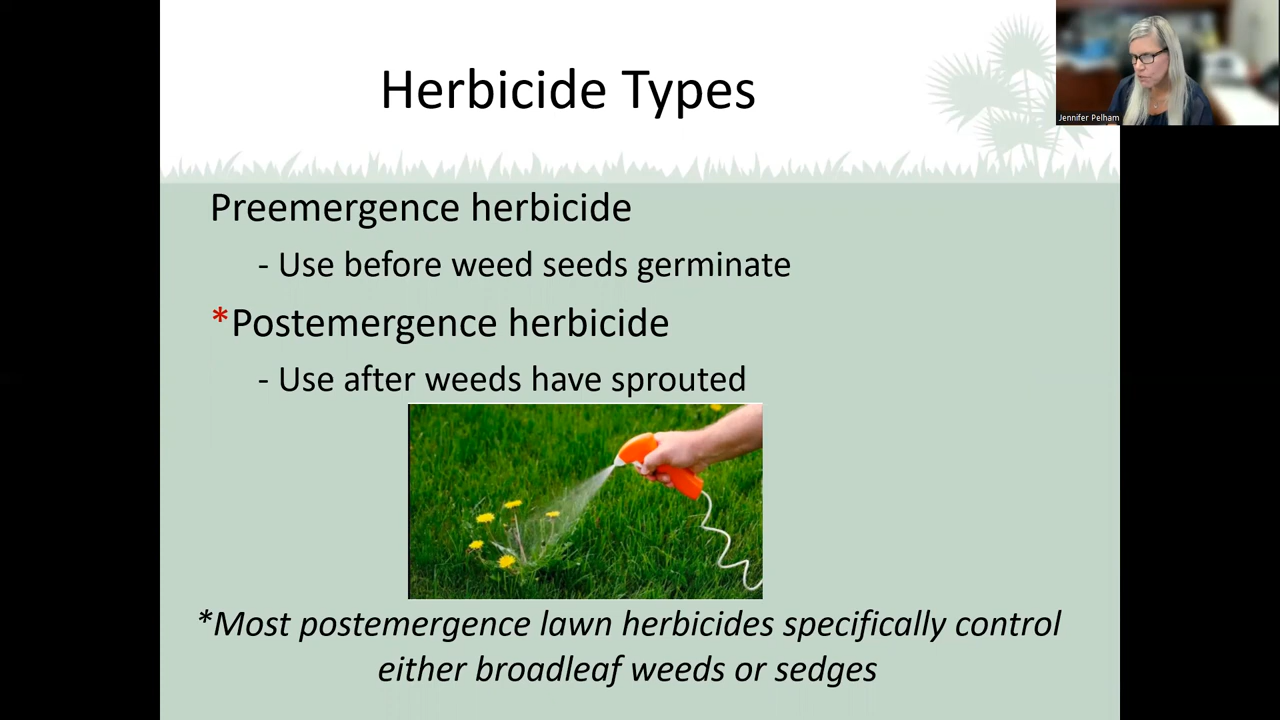 Herbicide Types
Jennifer Pelham
Preemergence herbicide
- Use before weed seeds germinate
*Postemergence herbicide
- Use after weeds have sprouted
*Most postemergence lawn herbicides specifically control
either broadleaf weeds or sedges